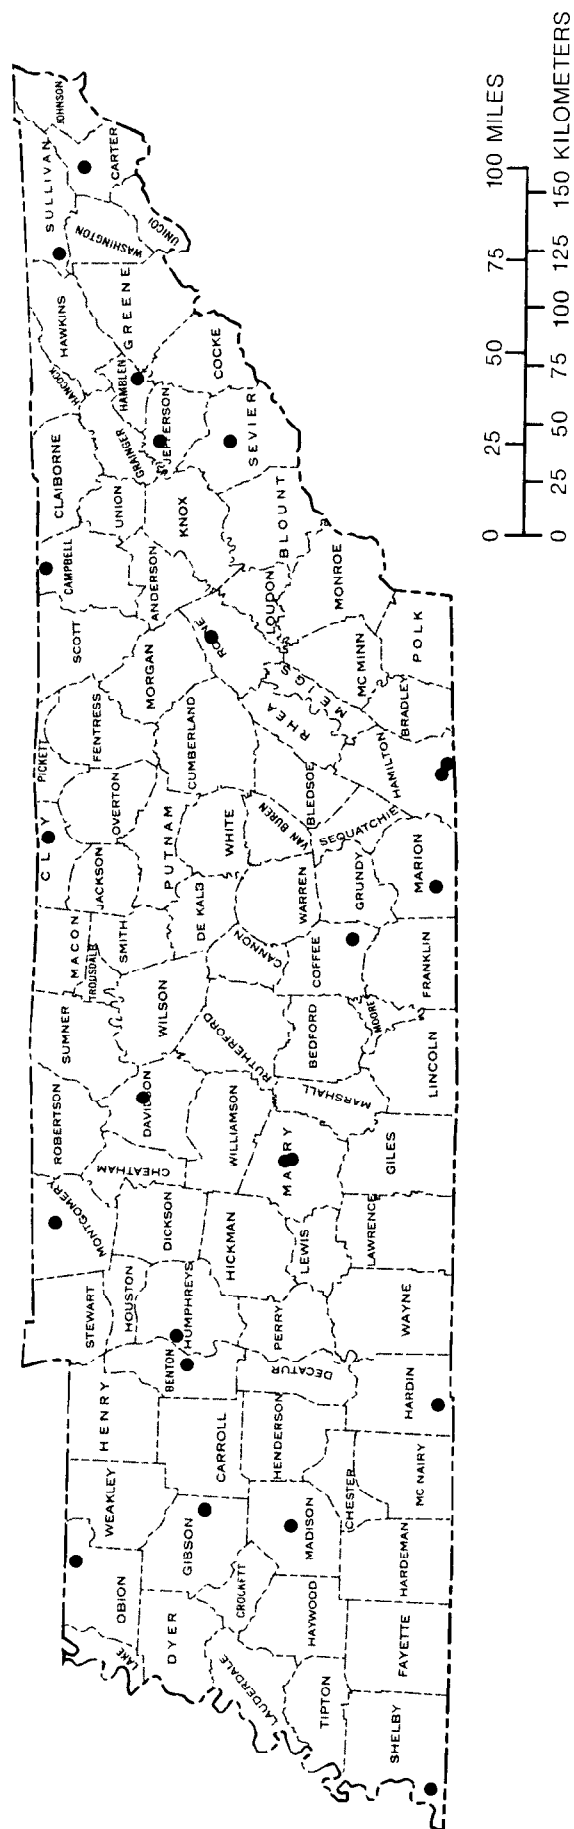 JOHNSON
SULLIVAN
CARTER
WASHINGTON
UNICOI
HAWKINS
GREENE
HANCOCK
HAMBLEN
COCKE
CLAIBORNE
GRAINGER
JEFFERSON
SEVIER
UNION
KNOX
CAMPBELL
ANDERSON
BLOUNT
SCOTT
LOUDON
MONROE
MORGAN
ROANE
MC MINN
POLK
MEIGS
RHEA
BRADLEY
PICKETT
FENTRESS
CUMBERLAND
HAMILTON
CLAY
OVERTON
PUTNAM
WHITE
BLEDSOE
VAN BUREN
SEQUATCHIE
JACKSON
DE KAL3
WARREN
GRUNDY
MARION
MACON
TROUSDALE
SMITH
CANNON
COFFEE
FRANKLIN
SUMNER
WILSON
RUTHERFORD
BEDFORD
MOORE
LINCOLN
ROBERTSON
DAVIDSON
WILLIAMSON
MARSHALL
CHEATHAM
MAURY
GILES
MONTGOMERY
DICKSON
HICKMAN
LEWIS
LAWRENCE
STEWART
HOUSTON
HUMPHREYS
PERRY
WAYNE
BENTON
DECATUR
HARDIN
HENRY
CARROLL
HENDERSON
CHESTER
MC NAIRY
WEAKLEY
GIBSON
MADISON
HARDEMAN
OBION
CROCKETT
HAYWOOD
FAYETTE
LAKE
DYER
LAUDERDALE
TIPTON
SHELBY
0 25 50 75 100 MILES
0 25 50 75 100 125 150 KILOMETERS